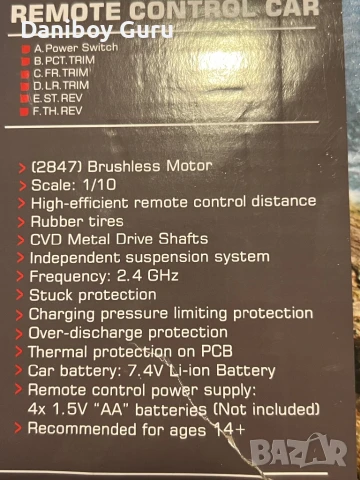 REMOTE CONTROL CAR
Daniboy Guru
A. Power Switch
B. PCT. TRIM
C. FR. TRIM
D. LR. TRIM
E. ST. REV
F. TH. REV
> (2847) Brushless Motor
> Scale: 1/10
> High-efficient remote control distance
> Rubber tires
> CVD Metal Drive Shafts
> Independent suspension system
> Frequency: 2.4 GHz
> Stuck protection
> Charging pressure limiting protection
> Over-discharge protection
> Thermal protection on PCB
> Car battery: 7.4V Li-ion Battery
> Remote control power supply:
4x 1.5V "AA" batteries (Not included)
> Recommended for ages 14+
BAZAR